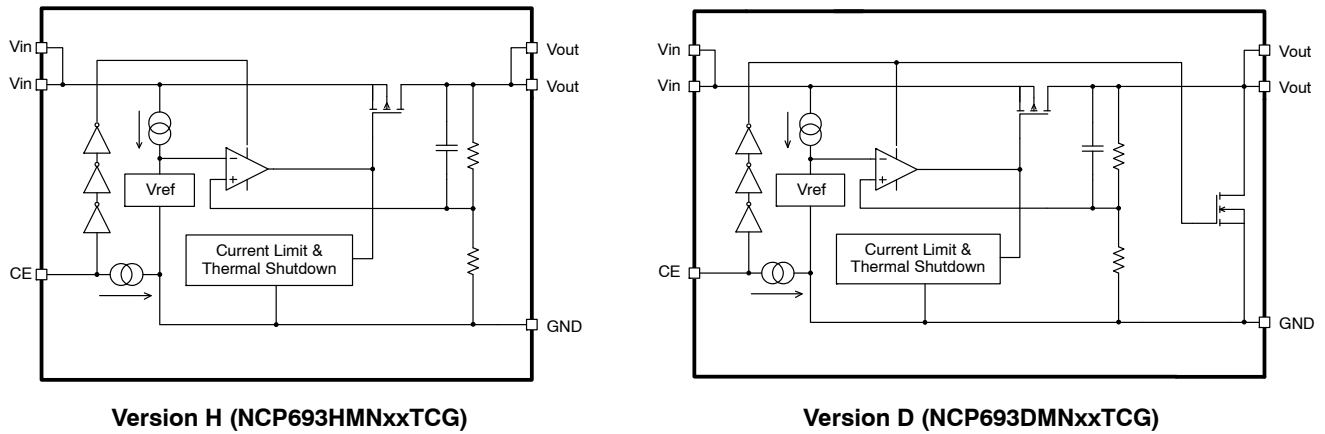 Vin
Vout
Vin
Vout
−
+
Vref
Current Limit &
Thermal Shutdown
CE
GND
Version H (NCP693HMNxxTCG)
Vin
Vout
Vin
Vout
−
+
Vref
Current Limit &
Thermal Shutdown
CE
GND
Version D (NCP693DMNxxTCG)